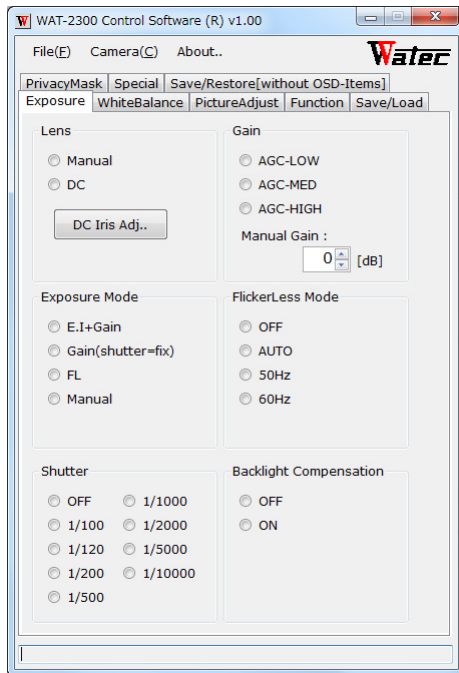 WAT-2300 Control Software (R) v1.00
File(F) Camera(C) About..
Watec
PrivacyMask Special Save/Restore[without OSD-Items]
Exposure WhiteBalance PictureAdjust Function Save/Load
Lens
Manual
DC
DC Iris Adj..
Gain
AGC-LOW
AGC-MED
AGC-HIGH
Manual Gain :
0 [dB]
Exposure Mode
E.I+Gain
Gain(shutter=fix)
FL
Manual
FlickerLess Mode
OFF
AUTO
50Hz
60Hz
Shutter
OFF 1/1000
1/100 1/2000
1/120 1/5000
1/200 1/10000
1/500
Backlight Compensation
OFF
ON